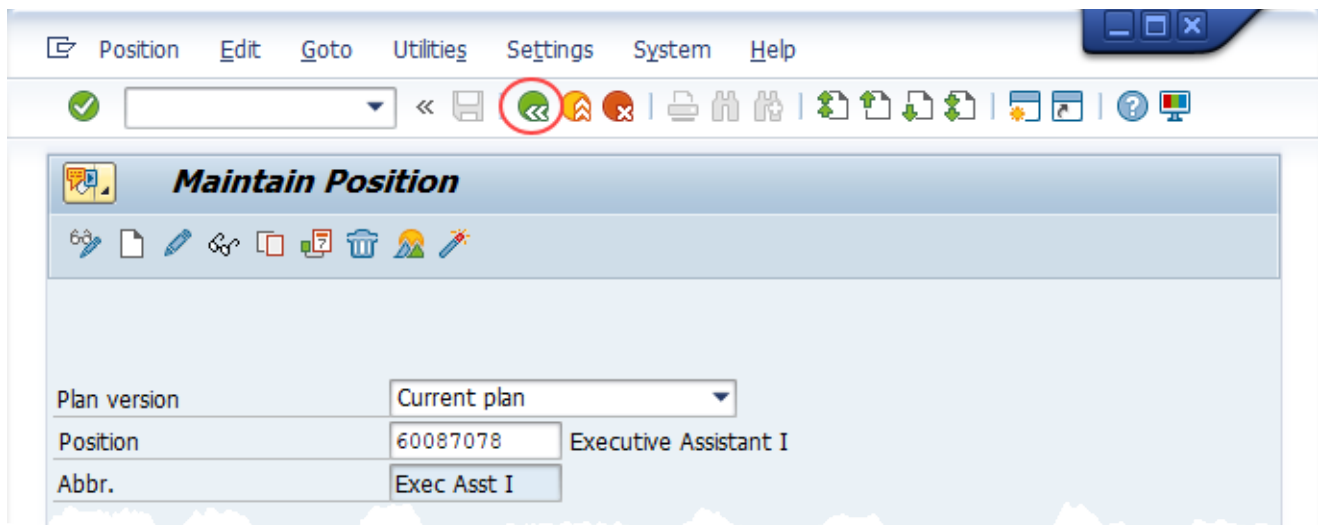 Position Edit Goto Utilities Settings System Help
Maintain Position
Plan version Current plan
Position 60087078 Executive Assistant I
Abbr. Exec Asst I